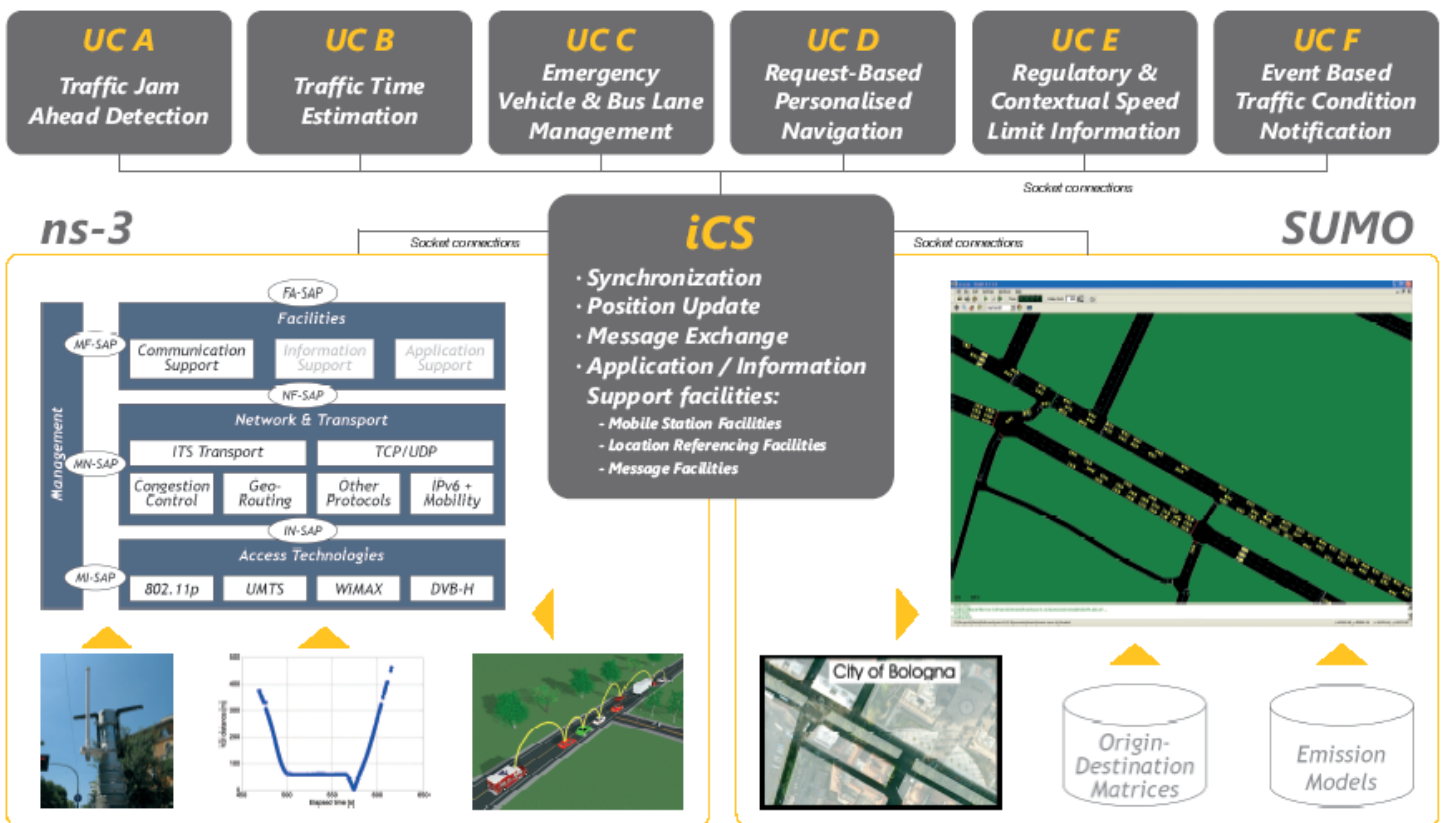 UC A
Traffic Jam
Ahead Detection
UC B
Traffic Time
Estimation
UC C
Emergency
Vehicle & Bus Lane
Management
UC D
Request-Based
Personalised
Navigation
UC E
Regulatory &
Contextual Speed
Limit Information
UC F
Event Based
Traffic Condition
Notification
Socket connections
ns-3
Socket connections
iCS
· Synchronization
· Position Update
· Message Exchange
· Application / Information
Support facilities:
- Mobile Station Facilities
- Location Referencing Facilities
- Message Facilities
Socket connections
SUMO
Management
MF-SAP
MN-SAP
MI-SAP
FA-SAP
Facilities
Communication
Support
Information
Support
Application
Support
NF-SAP
Network & Transport
ITS Transport
TCP/UDP
Congestion
Control
Geo-
Routing
Other
Protocols
IPv6 +
Mobility
IN-SAP
Access Technologies
802.11p
UMTS
WiMAX
DVB-H
Elapsed time [s]
City of Bologna
Origin-
Destination
Matrices
Emission
Models